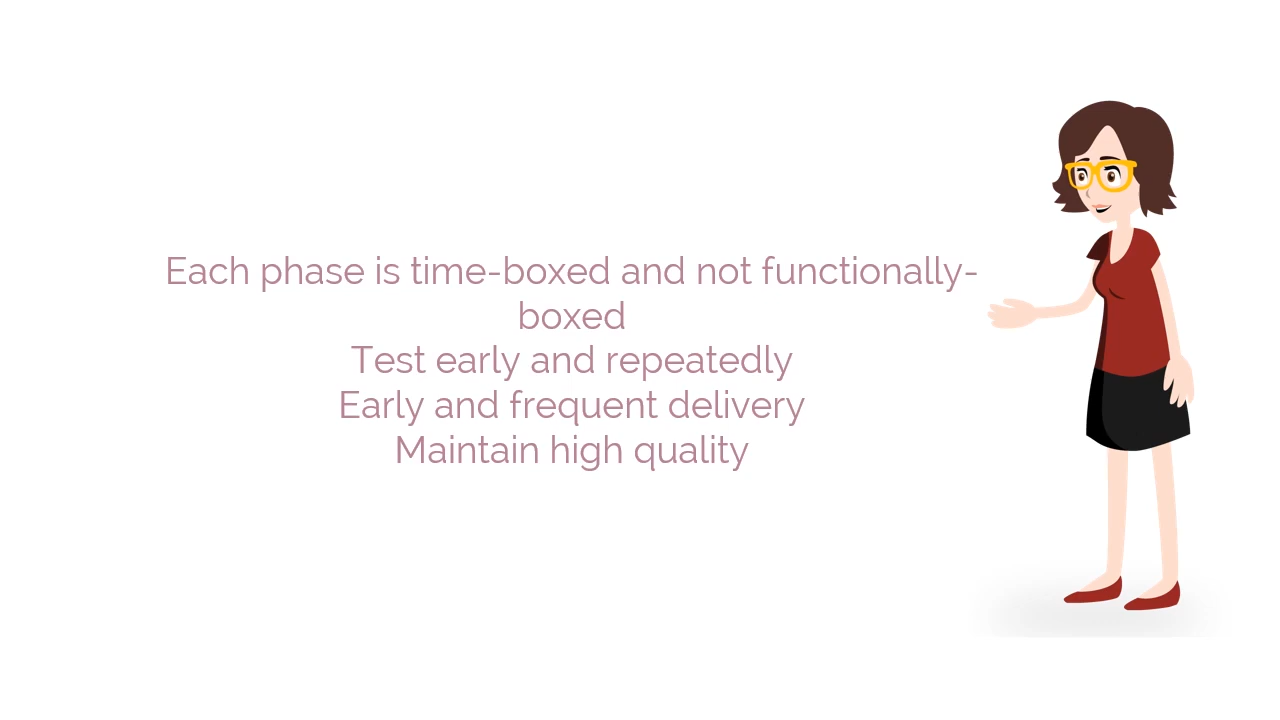 Each phase is time-boxed and not functionally-
boxed
Test early and repeatedly
Early and frequent delivery
Maintain high quality